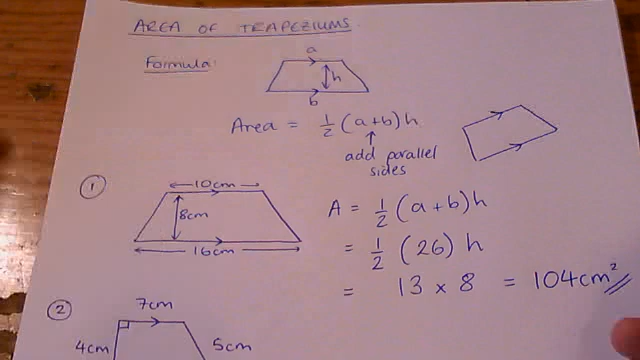 AREA OF TRAPEZIUMS
Formula:
a
h
b
Area = 1/2 (a+b) h
add parallel
sides
①
10cm
8cm
16cm
A = 1/2 (a+b) h
= 1/2 (26) h
= 13 × 8 = 104cm²
②
7cm
4cm
5cm